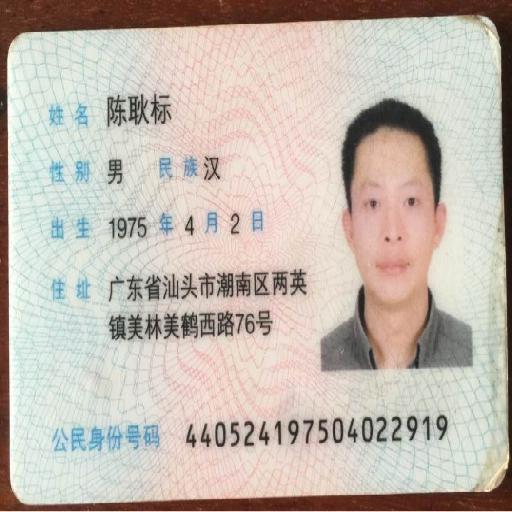 姓名 陈耿标
性别 男 民族 汉
出生 1975 年 4 月 2 日
住址 广东省汕头市潮南区两英
镇美林美鹤西路76号
公民身份号码 440524197504022919